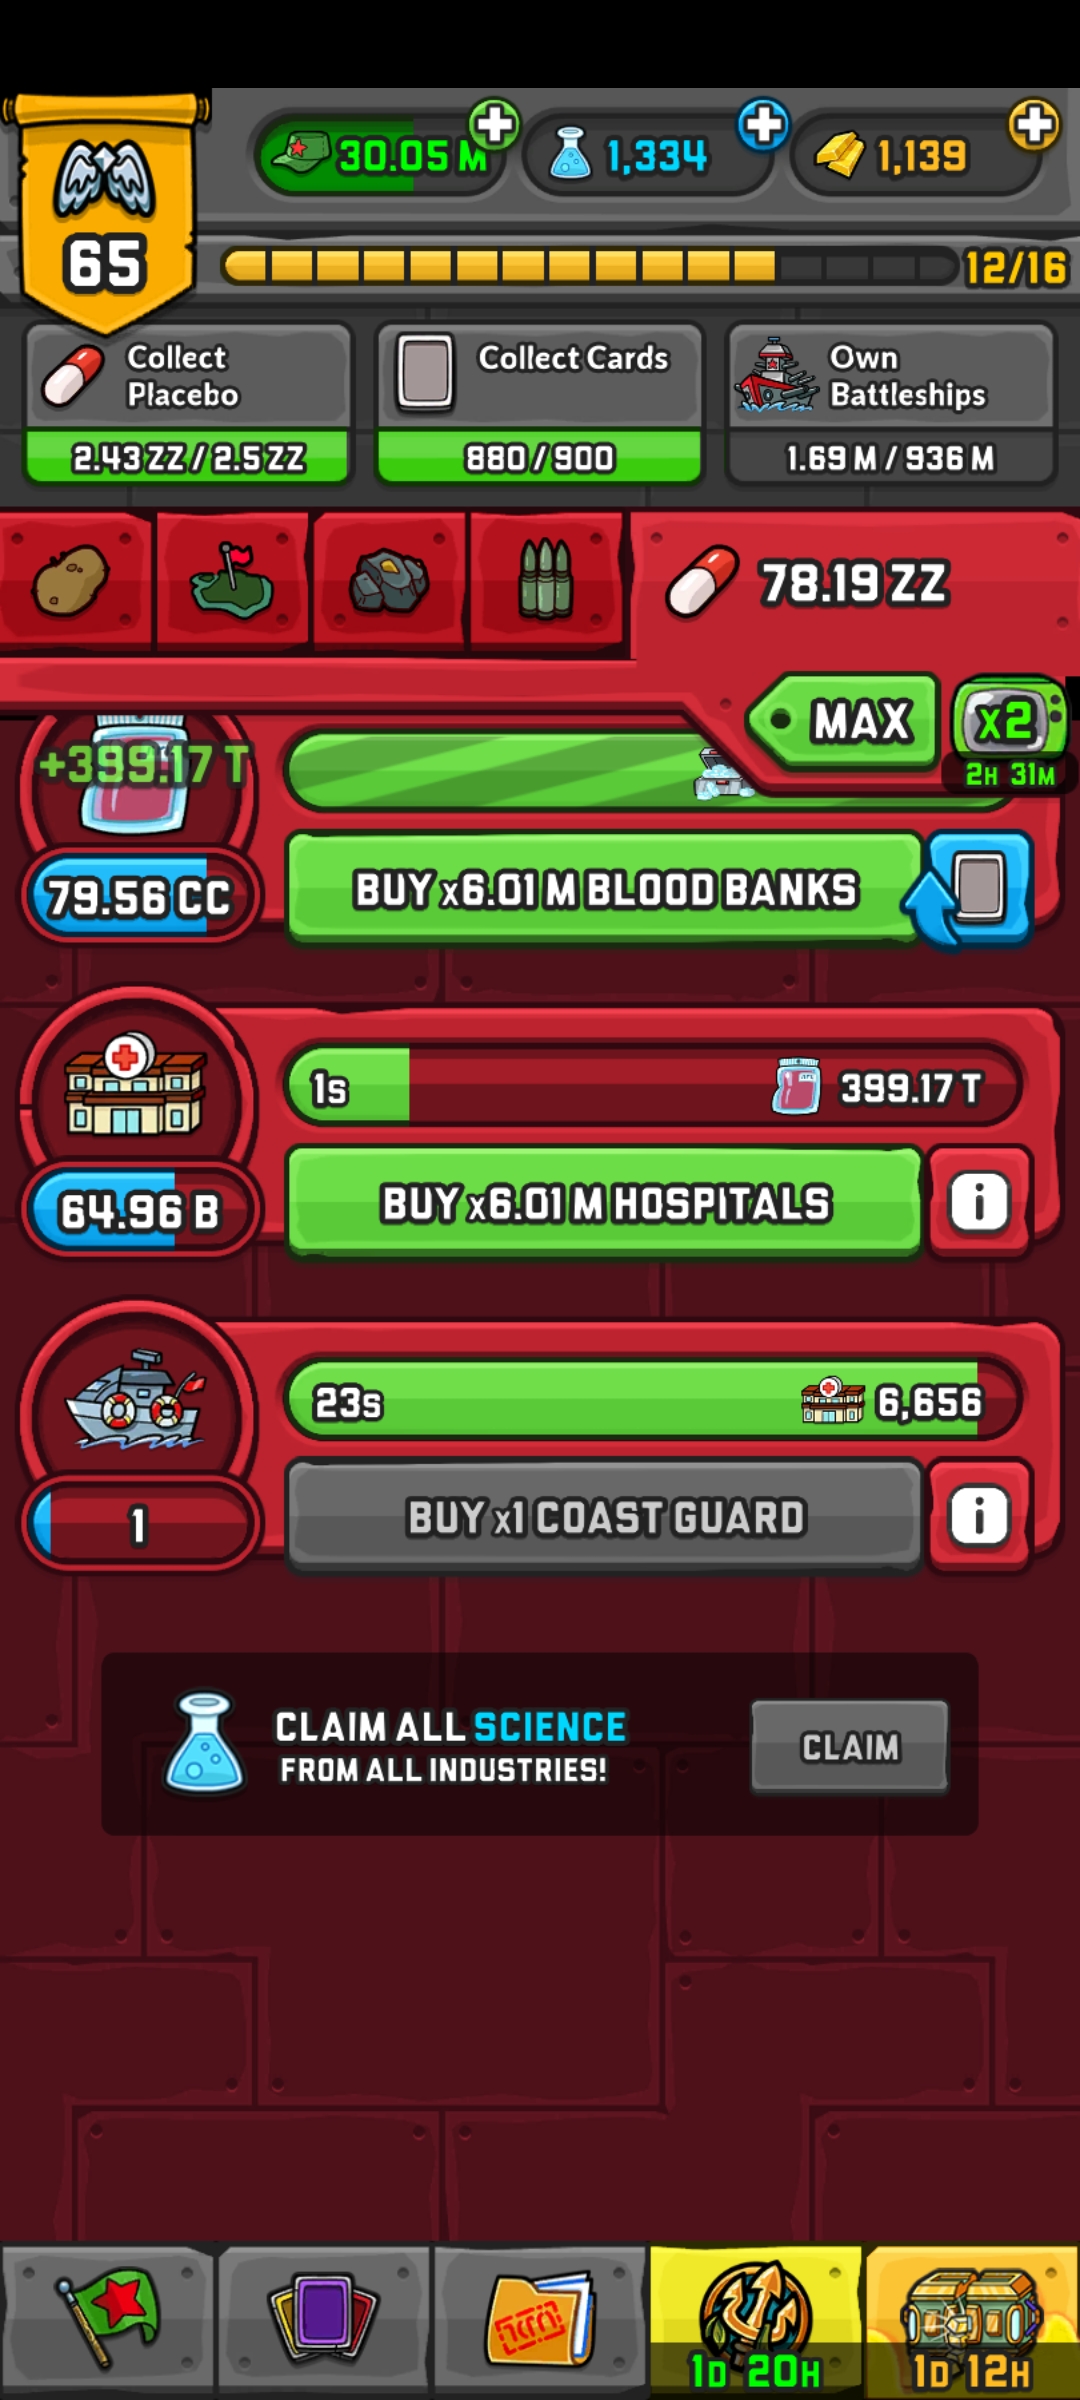 30.05 M
1,334
1,139
65
12/16
Collect
Placebo
2.43 ZZ / 2.5 ZZ
Collect Cards
880 / 900
Own
Battleships
1.69 M / 936 M
78.19 ZZ
MAX
x2
2H 31M
+399.17 T
79.56 CC
BUY x6.01 M BLOOD BANKS
1s
399.17 T
64.96 B
BUY x6.01 M HOSPITALS
i
23s
6,656
1
BUY x1 COAST GUARD
i
CLAIM ALL SCIENCE
FROM ALL INDUSTRIES!
CLAIM
1D 20H
1D 12H